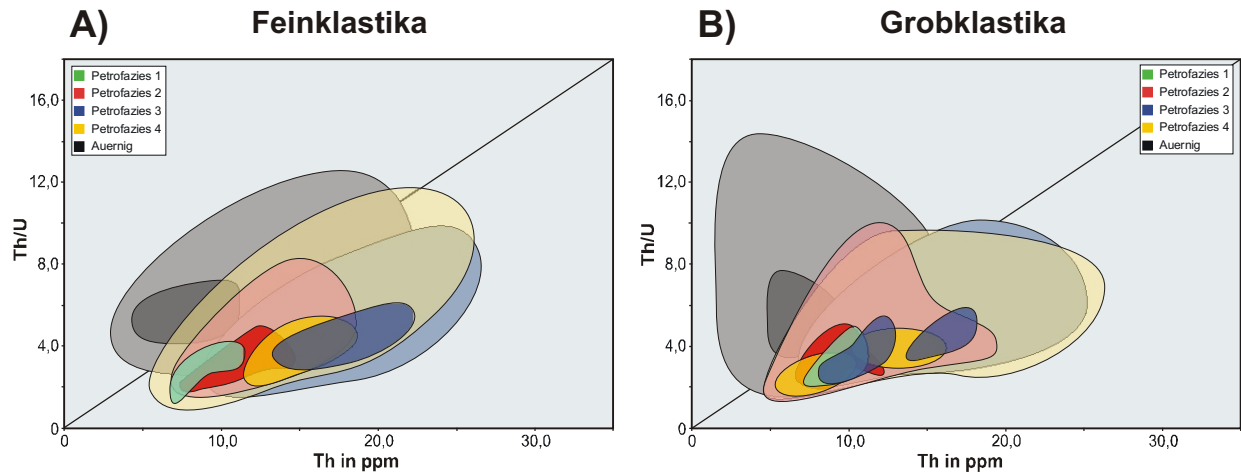 A)
Feinklastika
Petrofazies 1
Petrofazies 2
Petrofazies 3
Petrofazies 4
Auernig
16,0
12,0
8,0
4,0
0
Th/U
0
10,0
20,0
30,0
Th in ppm
B)
Grobklastika
Petrofazies 1
Petrofazies 2
Petrofazies 3
Petrofazies 4
Auernig
16,0
12,0
8,0
4,0
0
Th/U
0
10,0
20,0
30,0
Th in ppm